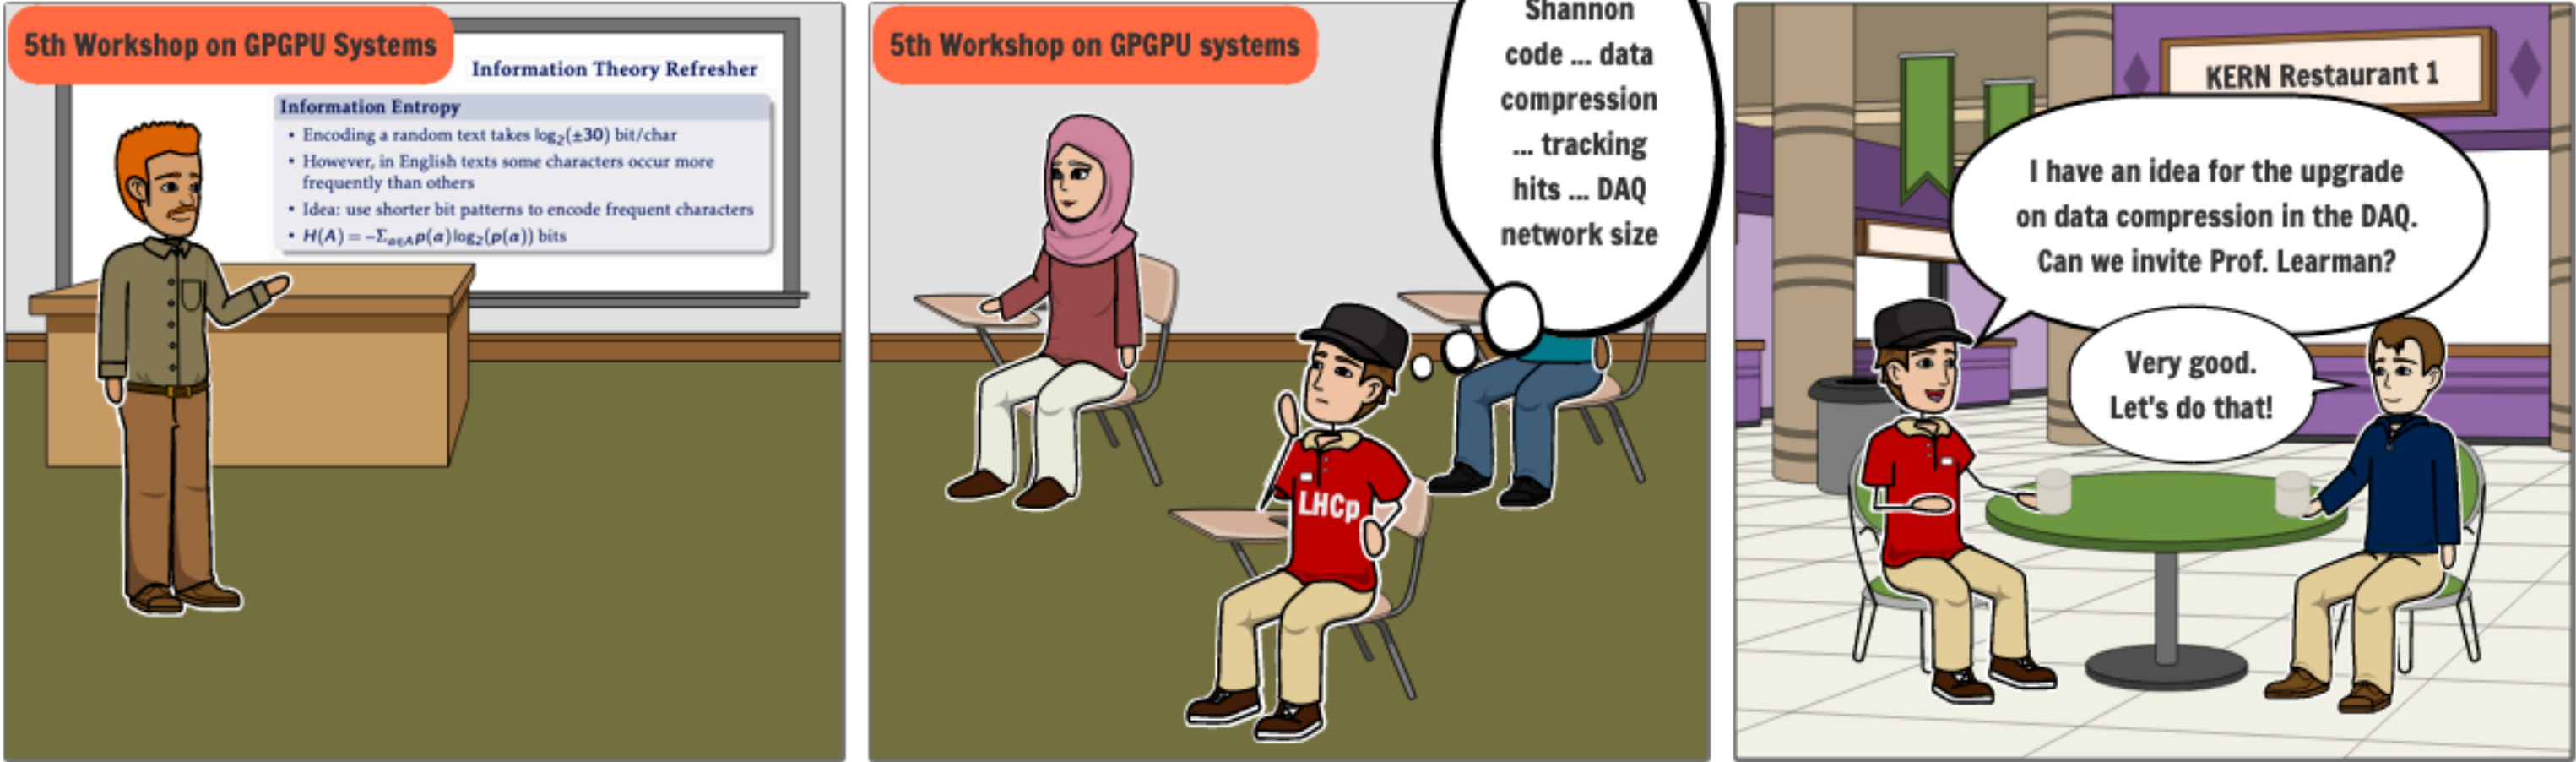 5th Workshop on GPGPU Systems
Information Theory Refresher
Information Entropy
• Encoding a random text takes log₂(±30) bit/char
• However, in English texts some characters occur more
frequently than others
• Idea: use shorter bit patterns to encode frequent characters
• H(A) = −Σₐ∈A p(a) log₂(p(a)) bits
5th Workshop on GPGPU systems
Shannon
code ... data
compression
... tracking
hits ... DAQ
network size
LHCp
KERN Restaurant 1
I have an idea for the upgrade
on data compression in the DAQ.
Can we invite Prof. Learman?
Very good.
Let's do that!